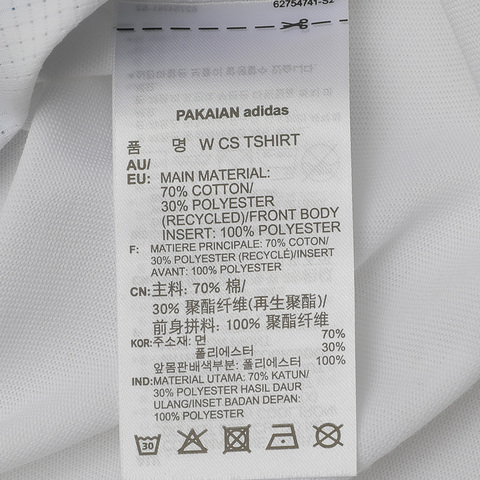 62754741-S2
PAKAIAN adidas
품 명 W CS TSHIRT
AU/
EU: MAIN MATERIAL:
70% COTTON/
30% POLYESTER
(RECYCLED)/FRONT BODY
INSERT: 100% POLYESTER
F: MATIERE PRINCIPALE: 70% COTON/
30% POLYESTER (RECYCLÉ)/INSERT
AVANT: 100% POLYESTER
CN: 主料: 70% 棉/
30% 聚酯纤维(再生聚酯)/
前身拼料: 100% 聚酯纤维
KOR: 주소재: 면 70%
폴리에스터 30%
앞몸판배색부분: 폴리에스터 100%
IND: MATERIAL UTAMA: 70% KATUN/
30% POLYESTER HASIL DAUR
ULANG/INSET BADAN DEPAN:
100% POLYESTER
30